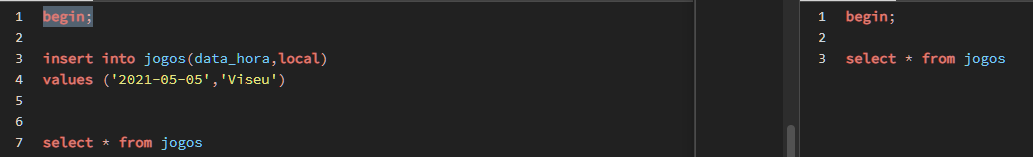 1 begin;
2
3 insert into jogos(data_hora,local)
4 values ('2021-05-05','Viseu')
5
6
7 select * from jogos
1 begin;
2
3 select * from jogos